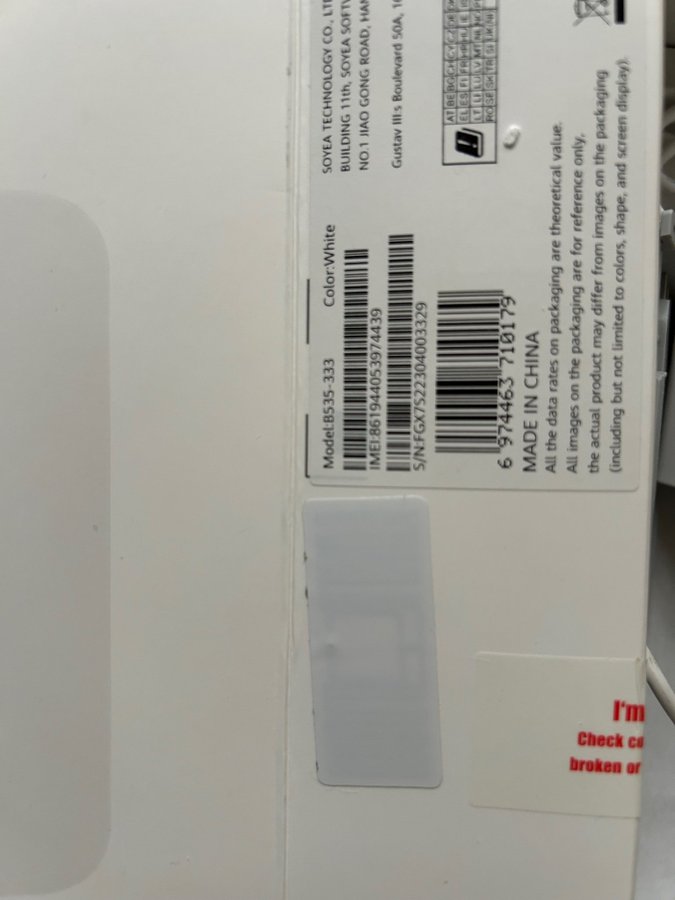 SOYEA TECHNOLOGY CO., LT
BUILDING 11th, SOYEA SOFTW
NO.1 JIAO GONG ROAD, HAN
Gustav III:s Boulevard 50A,
Model:B535-333 Color:White
IMEI:861944053974439
S/N:FGX7S22304003329
6 974463 710179
MADE IN CHINA
All the data rates on packaging are theoretical value.
All images on the packaging are for reference only,
the actual product may differ from images on the packaging
(including but not limited to colors, shape, and screen display).
I'm
Check
broken or